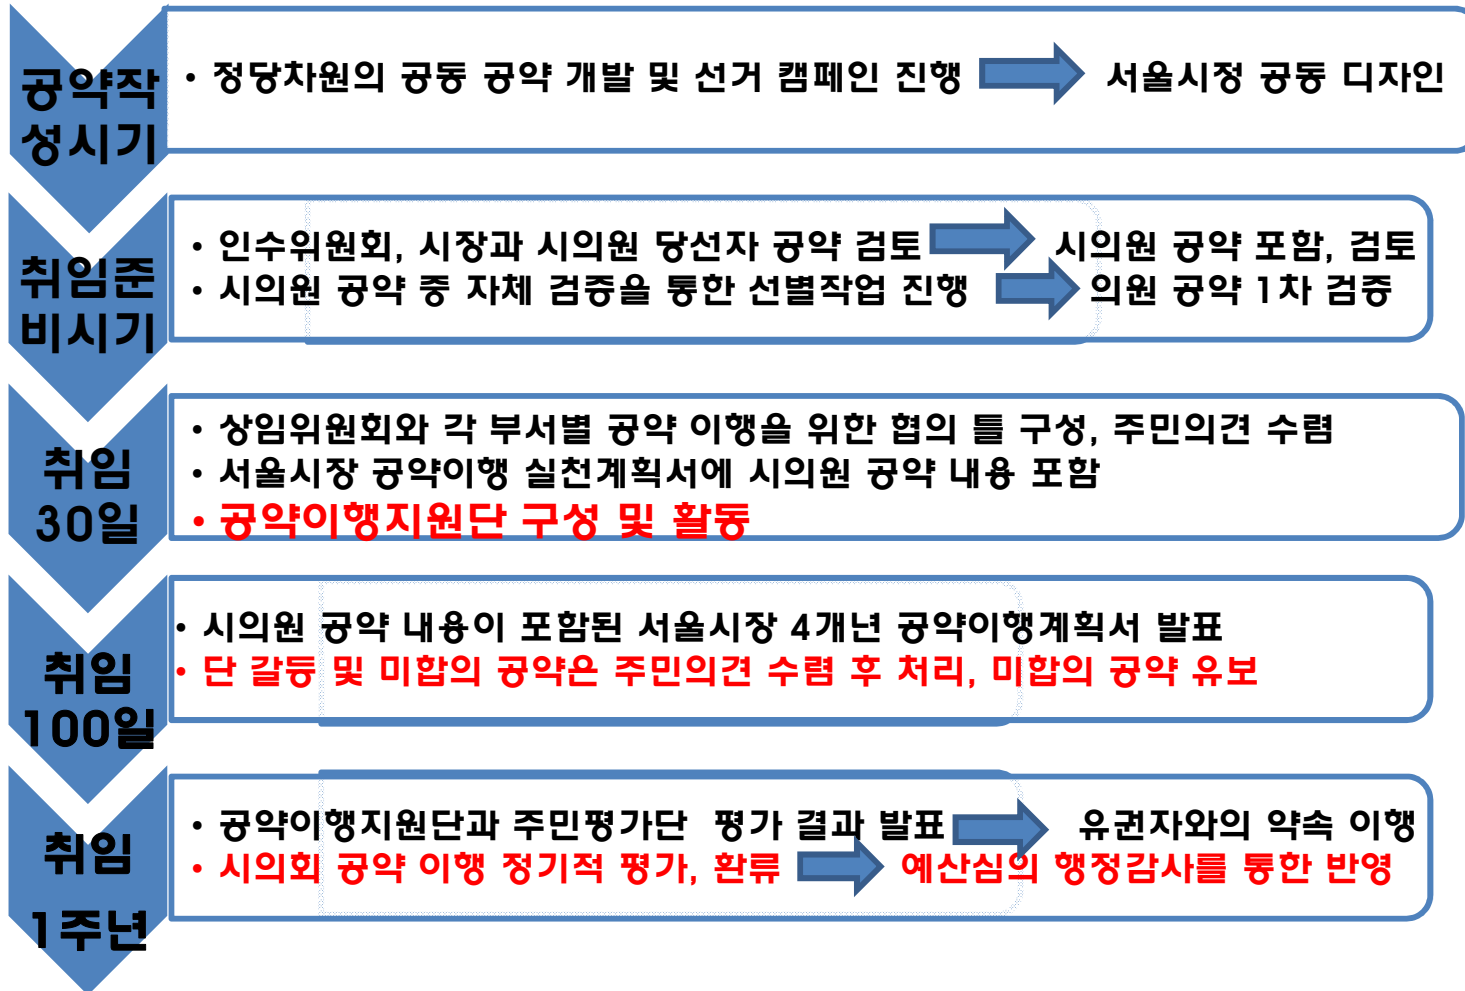 공약작
성시기
• 정당차원의 공동 공약 개발 및 선거 캠페인 진행 서울시정 공동 디자인
취임준
비시기
• 인수위원회, 시장과 시의원 당선자 공약 검토 시의원 공약 포함, 검토
• 시의원 공약 중 자체 검증을 통한 선별작업 진행 의원 공약 1차 검증
취임
30일
• 상임위원회와 각 부서별 공약 이행을 위한 협의 틀 구성, 주민의견 수렴
• 서울시장 공약이행 실천계획서에 시의원 공약 내용 포함
• 공약이행지원단 구성 및 활동
취임
100일
• 시의원 공약 내용이 포함된 서울시장 4개년 공약이행계획서 발표
• 단 갈등 및 미합의 공약은 주민의견 수렴 후 처리, 미합의 공약 유보
취임
1주년
• 공약이행지원단과 주민평가단 평가 결과 발표 유권자와의 약속 이행
• 시의회 공약 이행 정기적 평가, 환류 예산심의 행정감사를 통한 반영